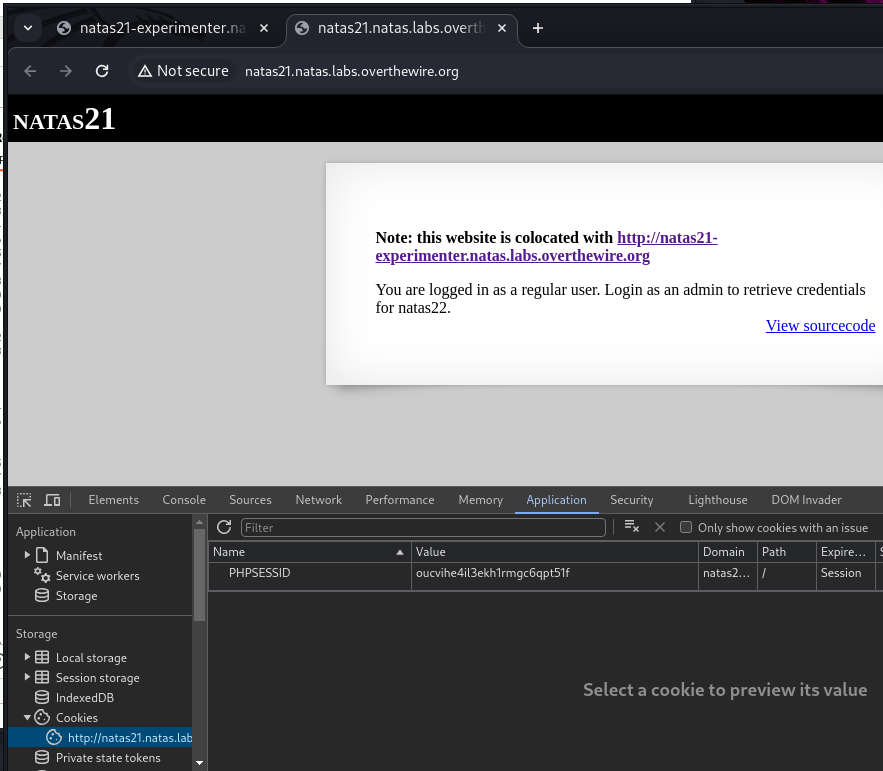 natas21-experimenter.na
natas21.natas.labs.overth
Not secure
natas21.natas.labs.overthewire.org
NATAS21
Note: this website is colocated with http://natas21-
experimenter.natas.labs.overthewire.org
You are logged in as a regular user. Login as an admin to retrieve credentials
for natas22.
View sourcecode
Elements Console Sources Network Performance Memory Application Security Lighthouse DOM Invader
Application
Manifest
Service workers
Storage
Storage
Local storage
Session storage
IndexedDB
Cookies
http://natas21.natas.lab
Private state tokens
Filter
Only show cookies with an issue
Name Value Domain Path Expire... S
PHPSESSID oucvihe4il3ekh1rmgc6qpt51f natas2... / Session
Select a cookie to preview its value